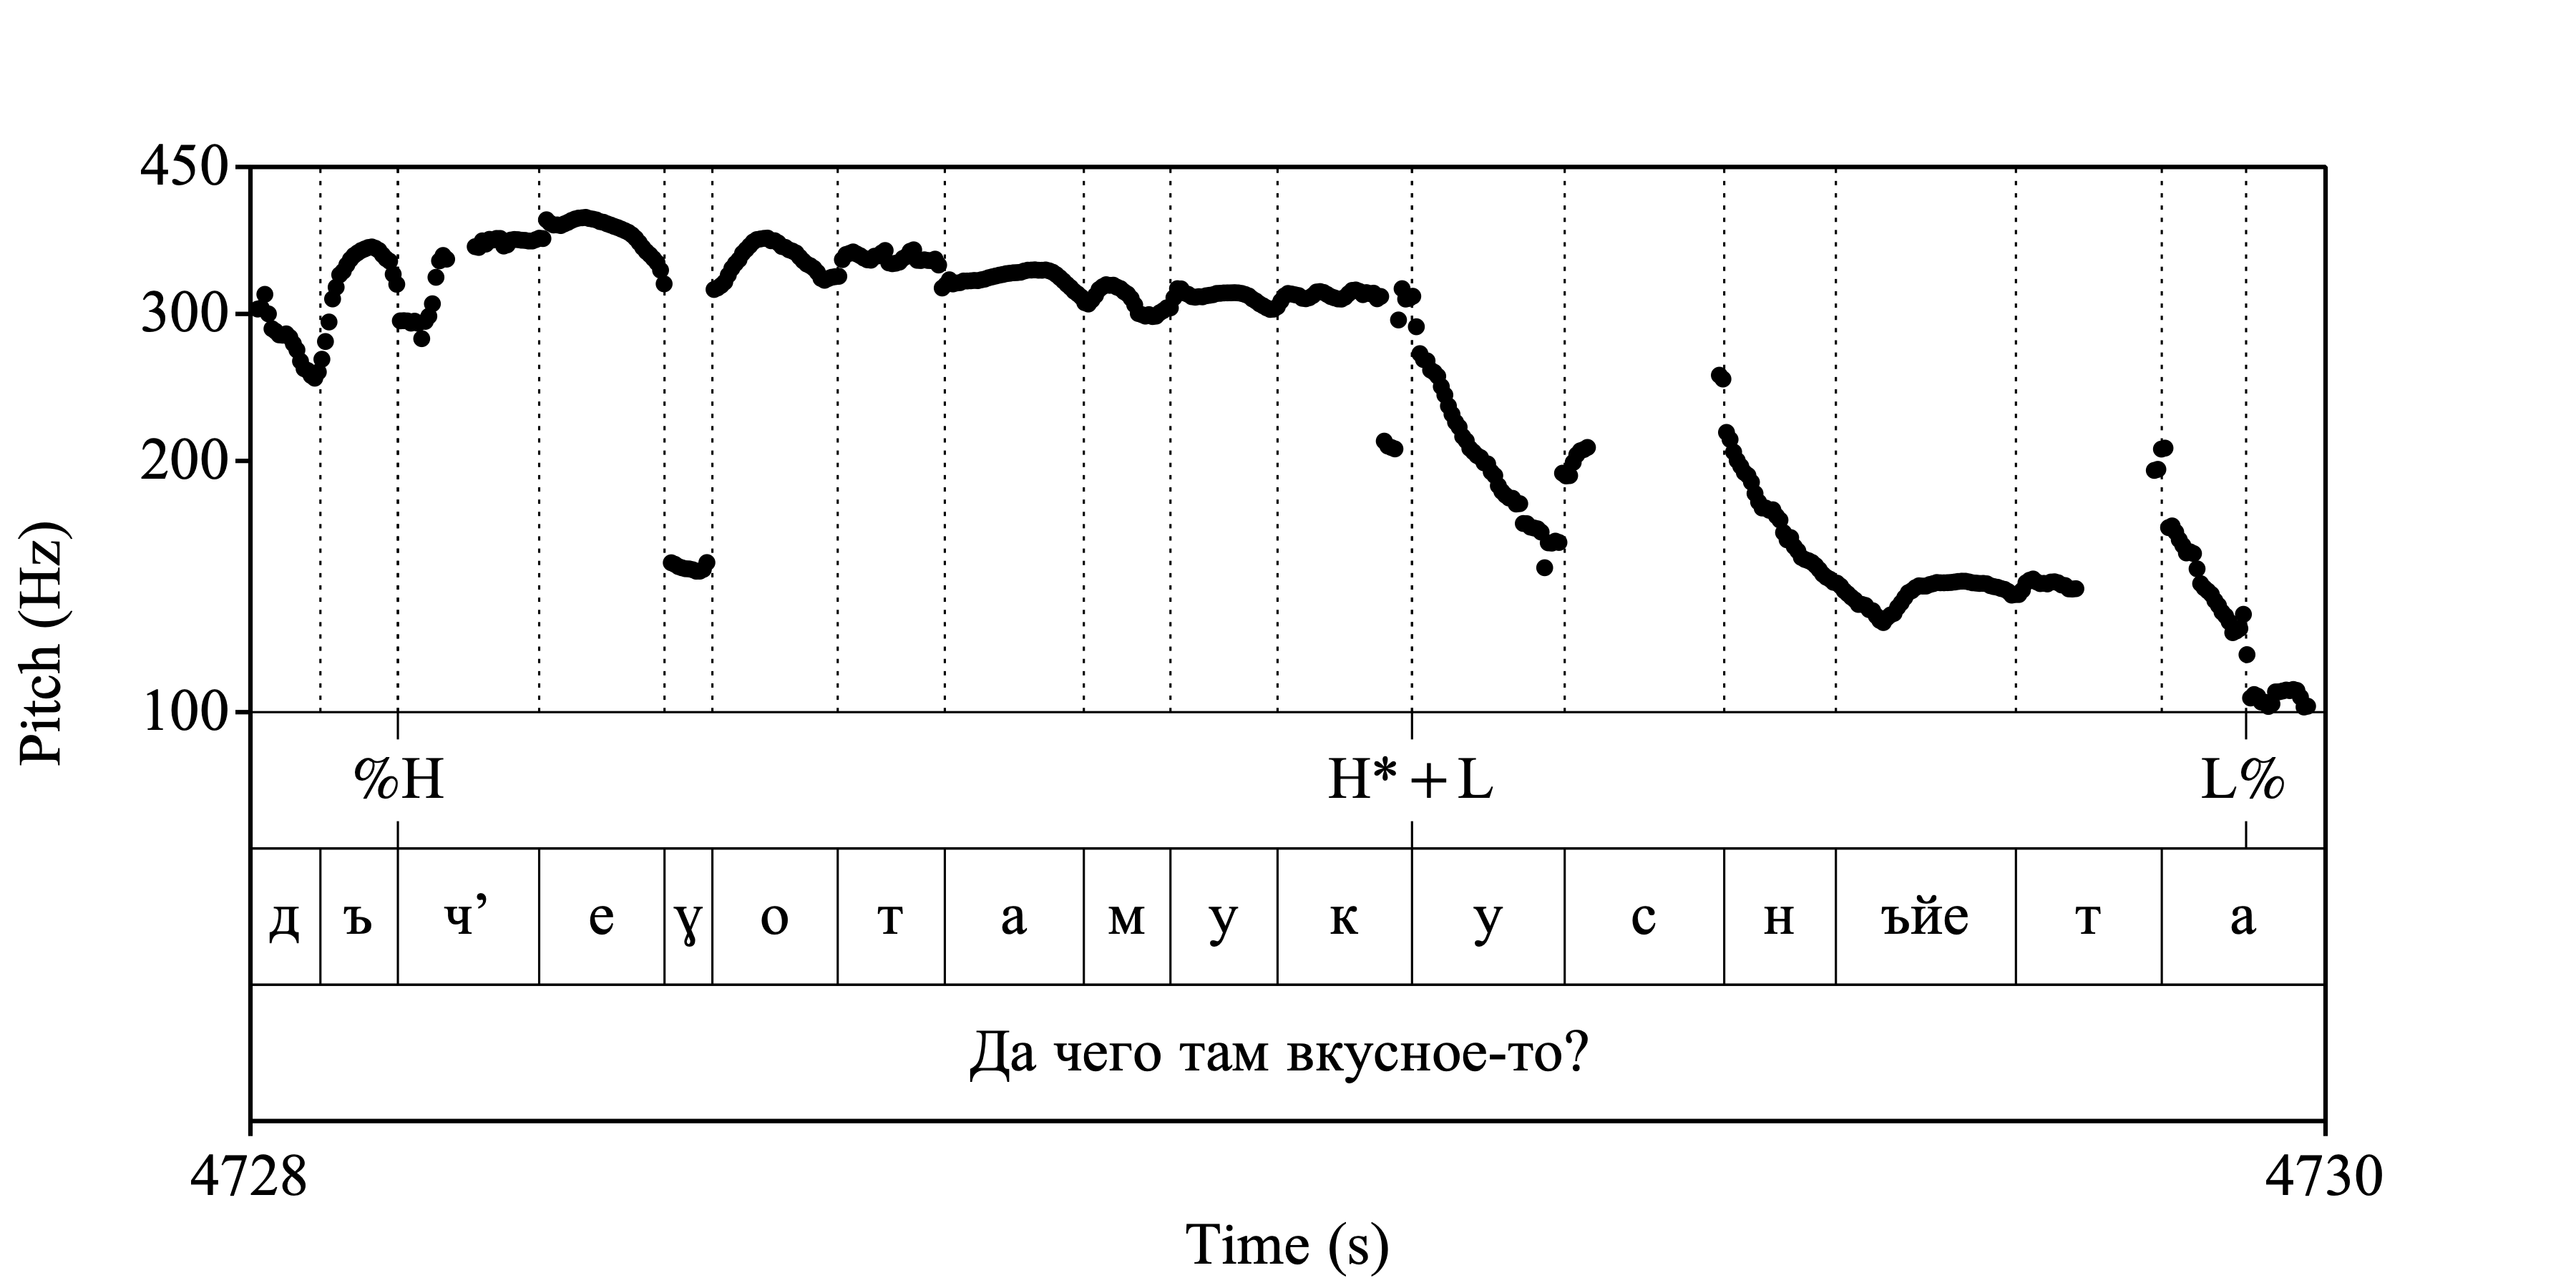 450
300
200
100
Pitch (Hz)
%H H* + L L%
д ъ ч’ е ɣ о т а м у к у с н ъйе т а
Да чего там вкусное-то?
4728 4730
Time (s)